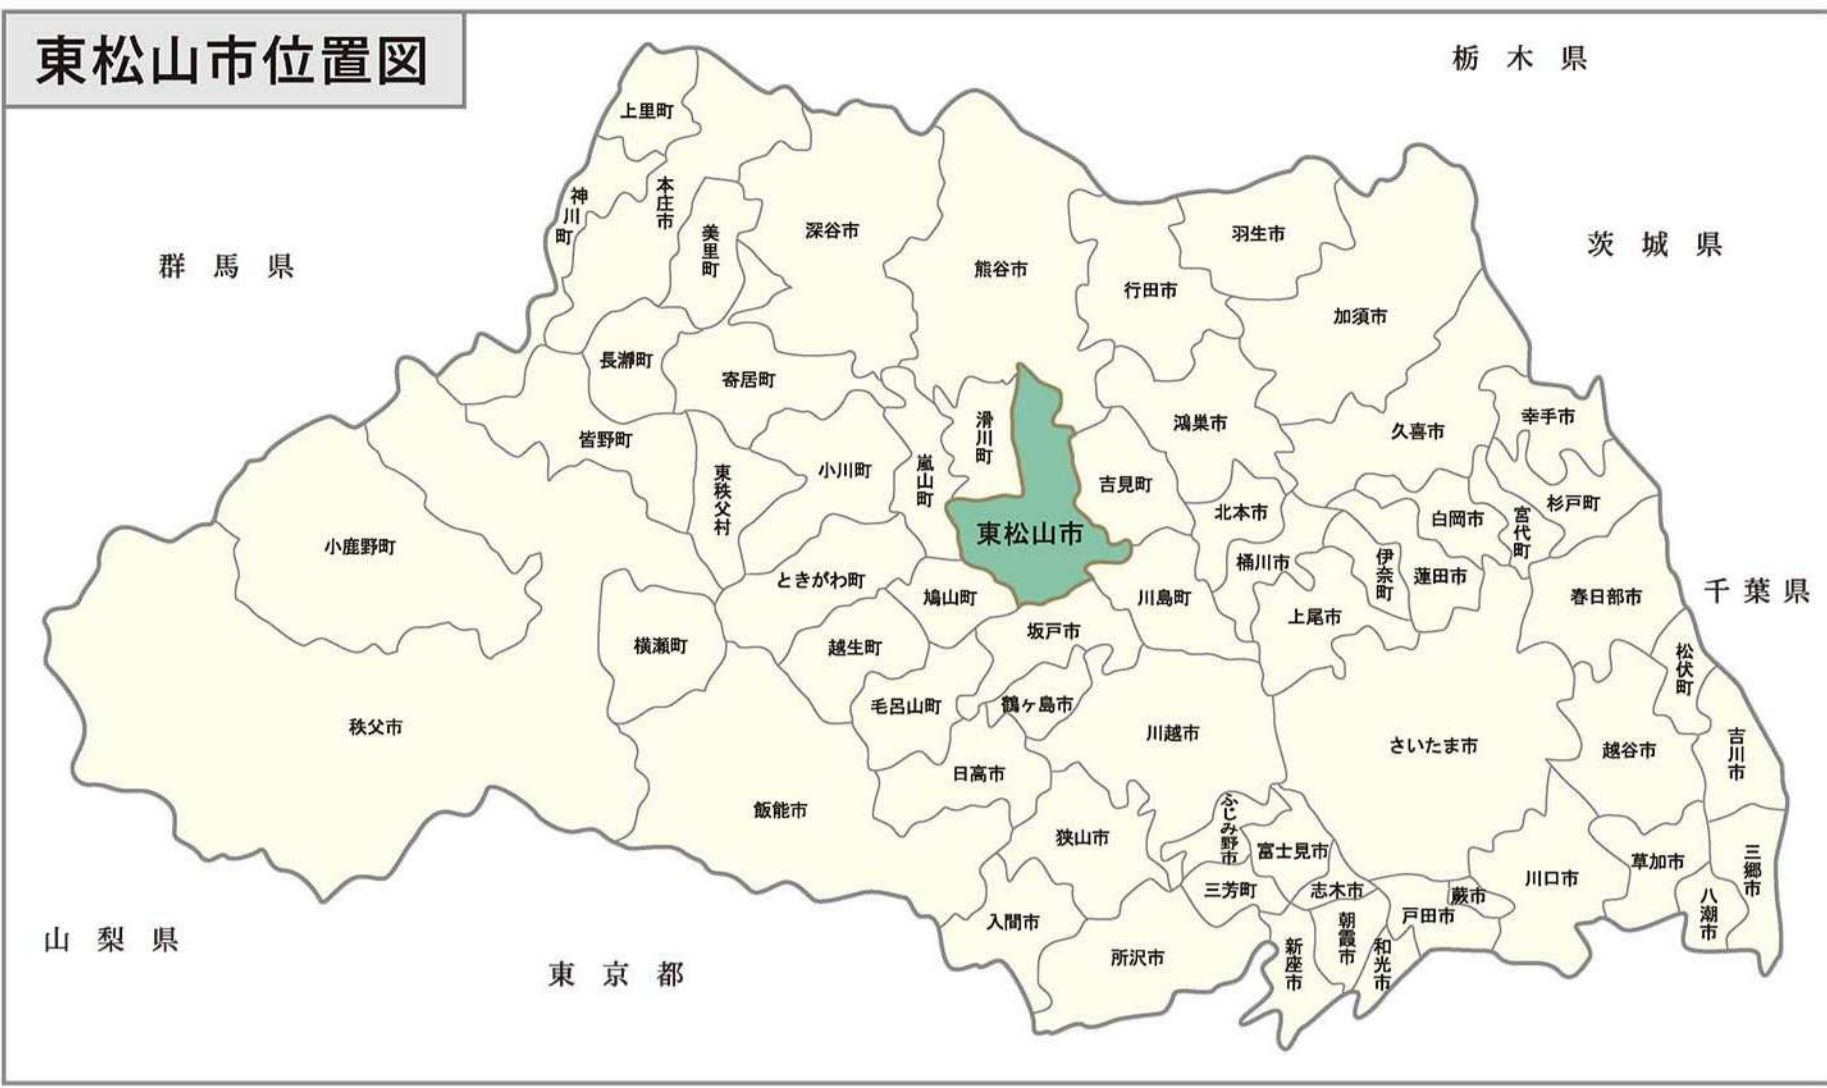 東松山市位置図
栃木県
上里町
神川町
本庄市
美里町
深谷市
熊谷市
群馬県
羽生市
茨城県
行田市
加須市
長瀞町
寄居町
皆野町
滑川町
鴻巣市
久喜市
幸手市
東秩父村
小川町
嵐山町
吉見町
北本市
白岡市
宮代町
杉戸町
小鹿野町
東松山市
ときがわ町
鳩山町
川島町
桶川市
伊奈町
蓮田市
春日部市
千葉県
上尾市
横瀬町
越生町
坂戸市
松伏町
秩父市
毛呂山町
鶴ヶ島市
川越市
さいたま市
越谷市
吉川市
日高市
飯能市
狭山市
ふじみ野市
富士見市
草加市
三郷市
三芳町
志木市
蕨市
川口市
戸田市
八潮市
入間市
朝霞市
山梨県
東京都
所沢市
新座市
和光市